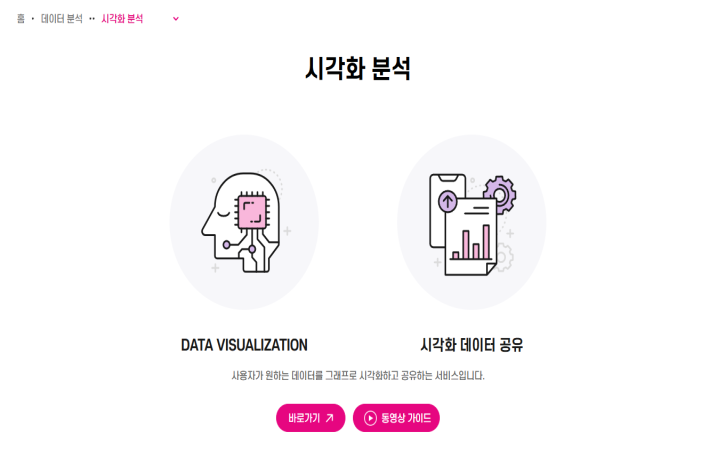 홈 • 데이터 분석 •• 시각화 분석
시각화 분석
DATA VISUALIZATION
시각화 데이터 공유
사용자가 원하는 데이터를 그래프로 시각화하고 공유하는 서비스입니다.
바로가기
동영상 가이드